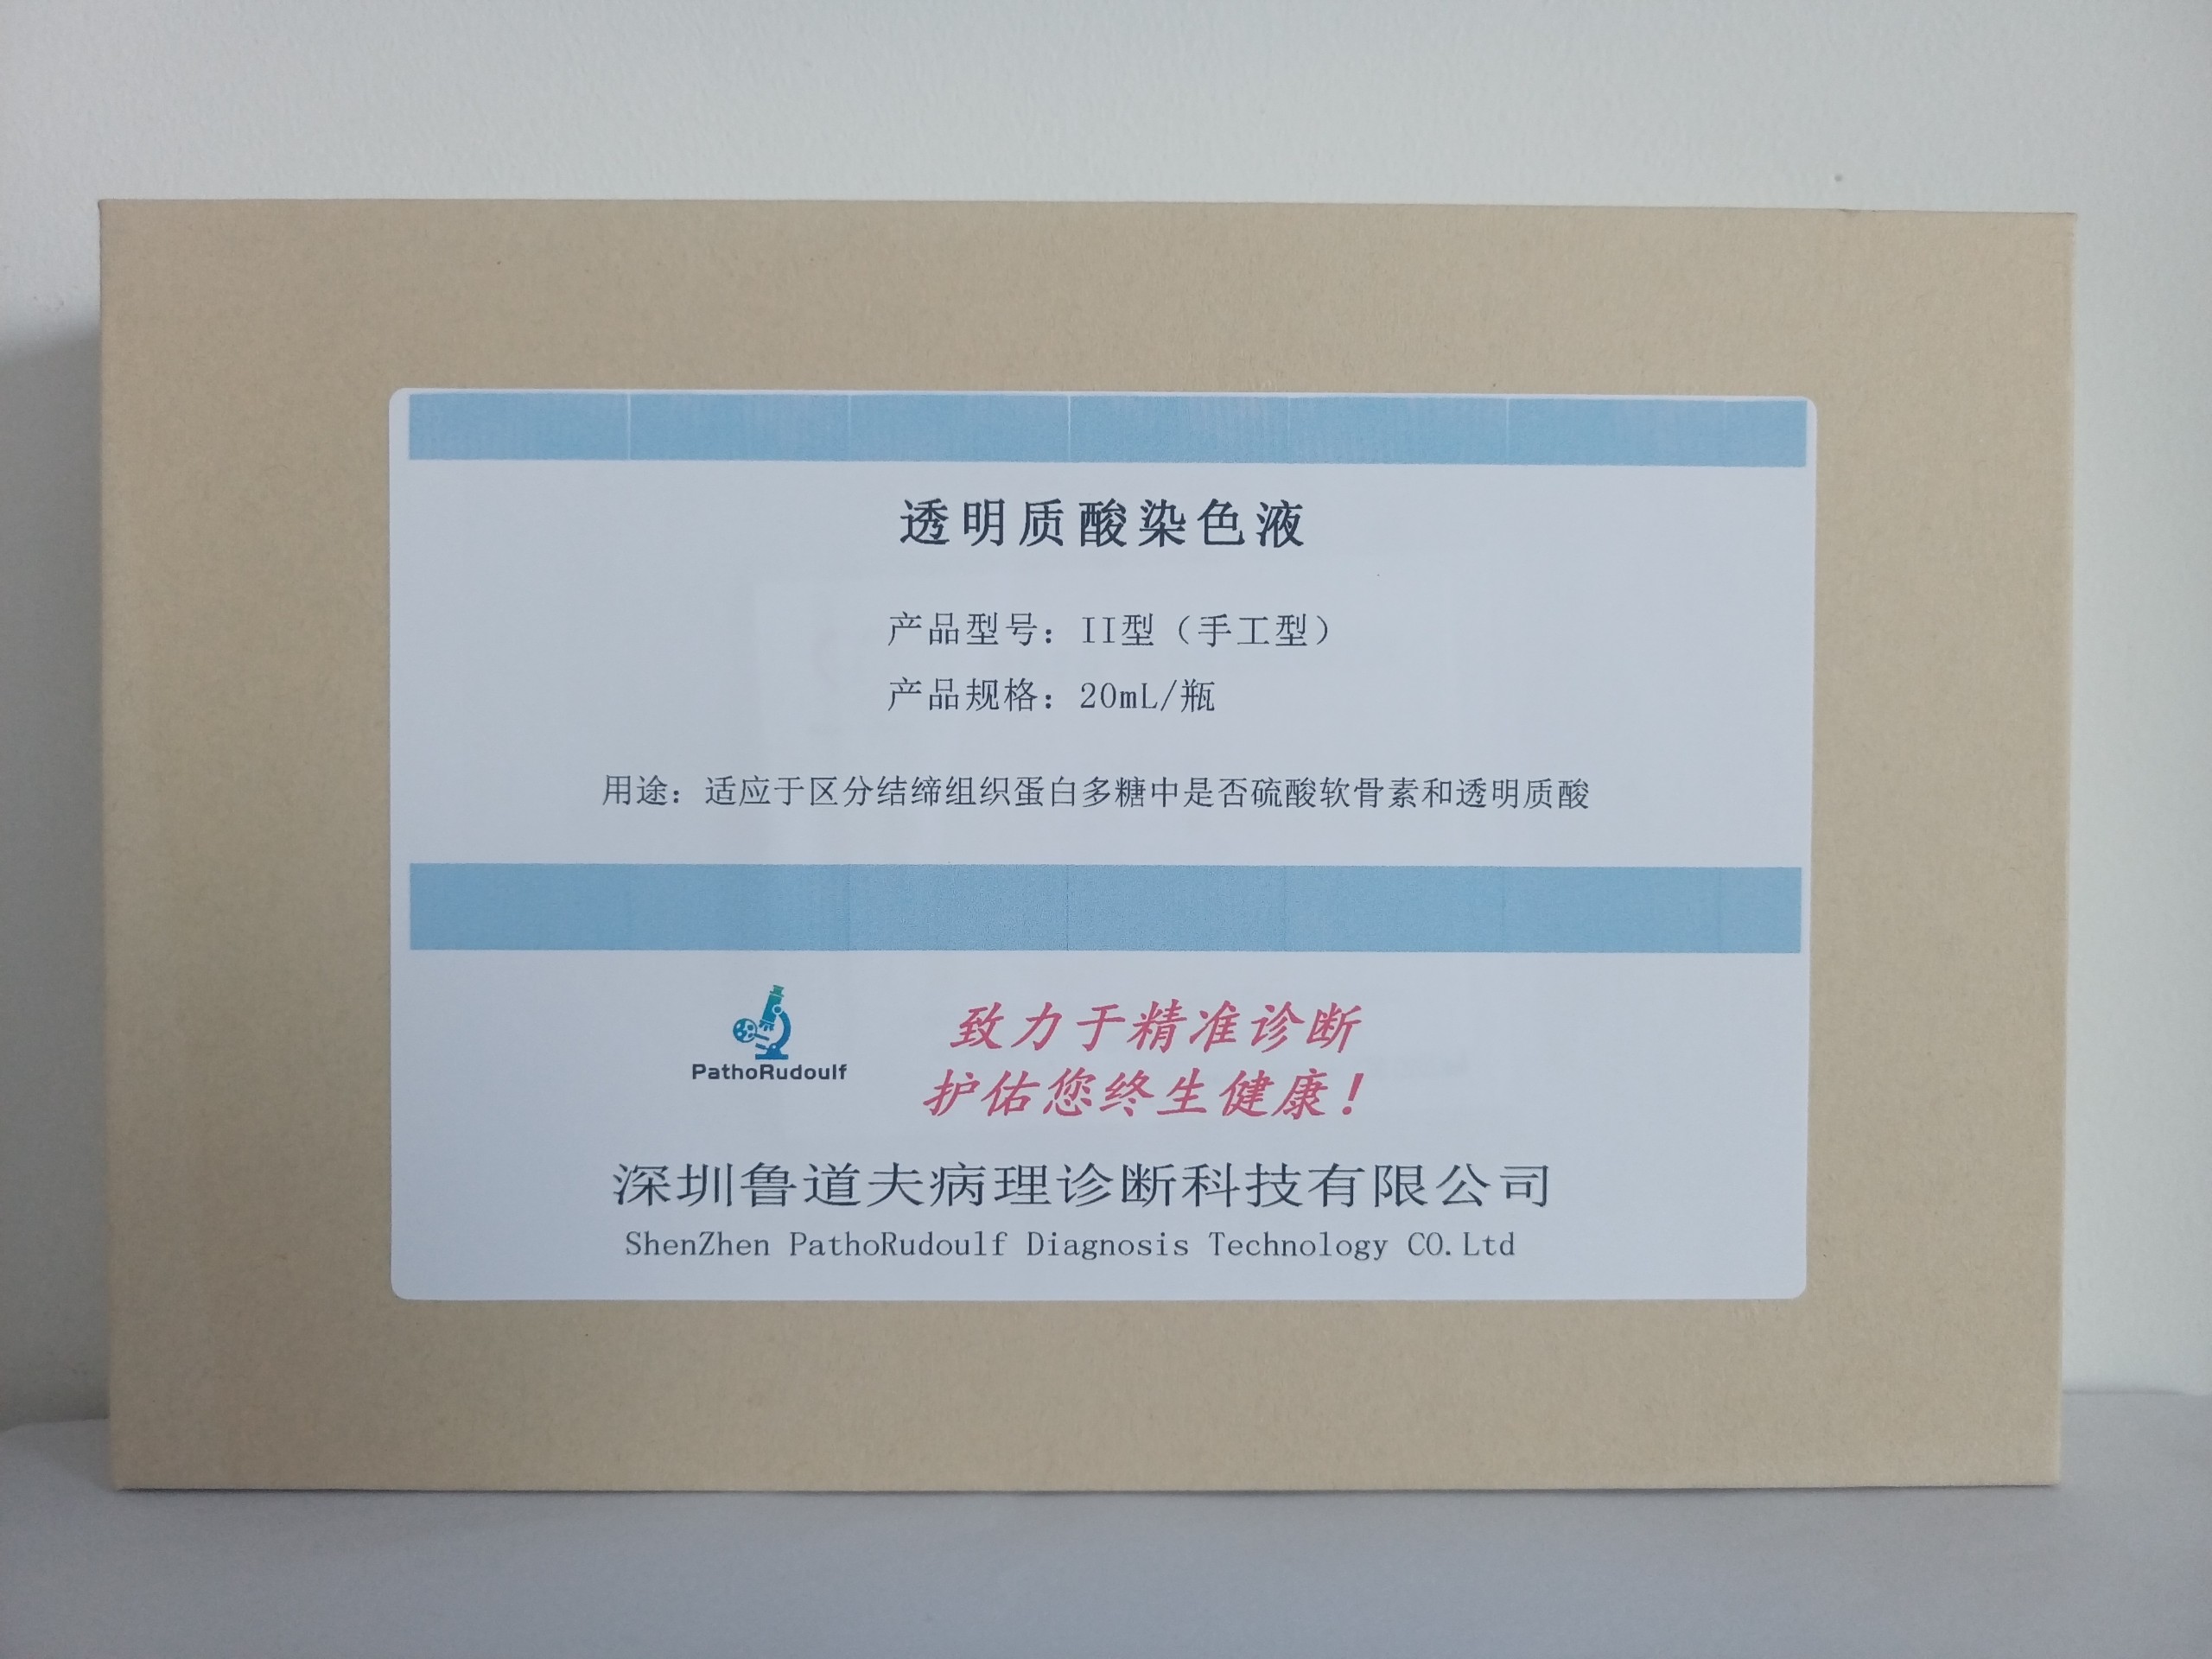 透明质酸染色液
产品型号：II型（手工型）
产品规格：20mL/瓶
用途：适应于区分结缔组织蛋白多糖中是否硫酸软骨素和透明质酸
PathoRudoulf
致力于精准诊断
护佑您终生健康！
深圳鲁道夫病理诊断科技有限公司
ShenZhen PathoRudoulf Diagnosis Technology CO.Ltd